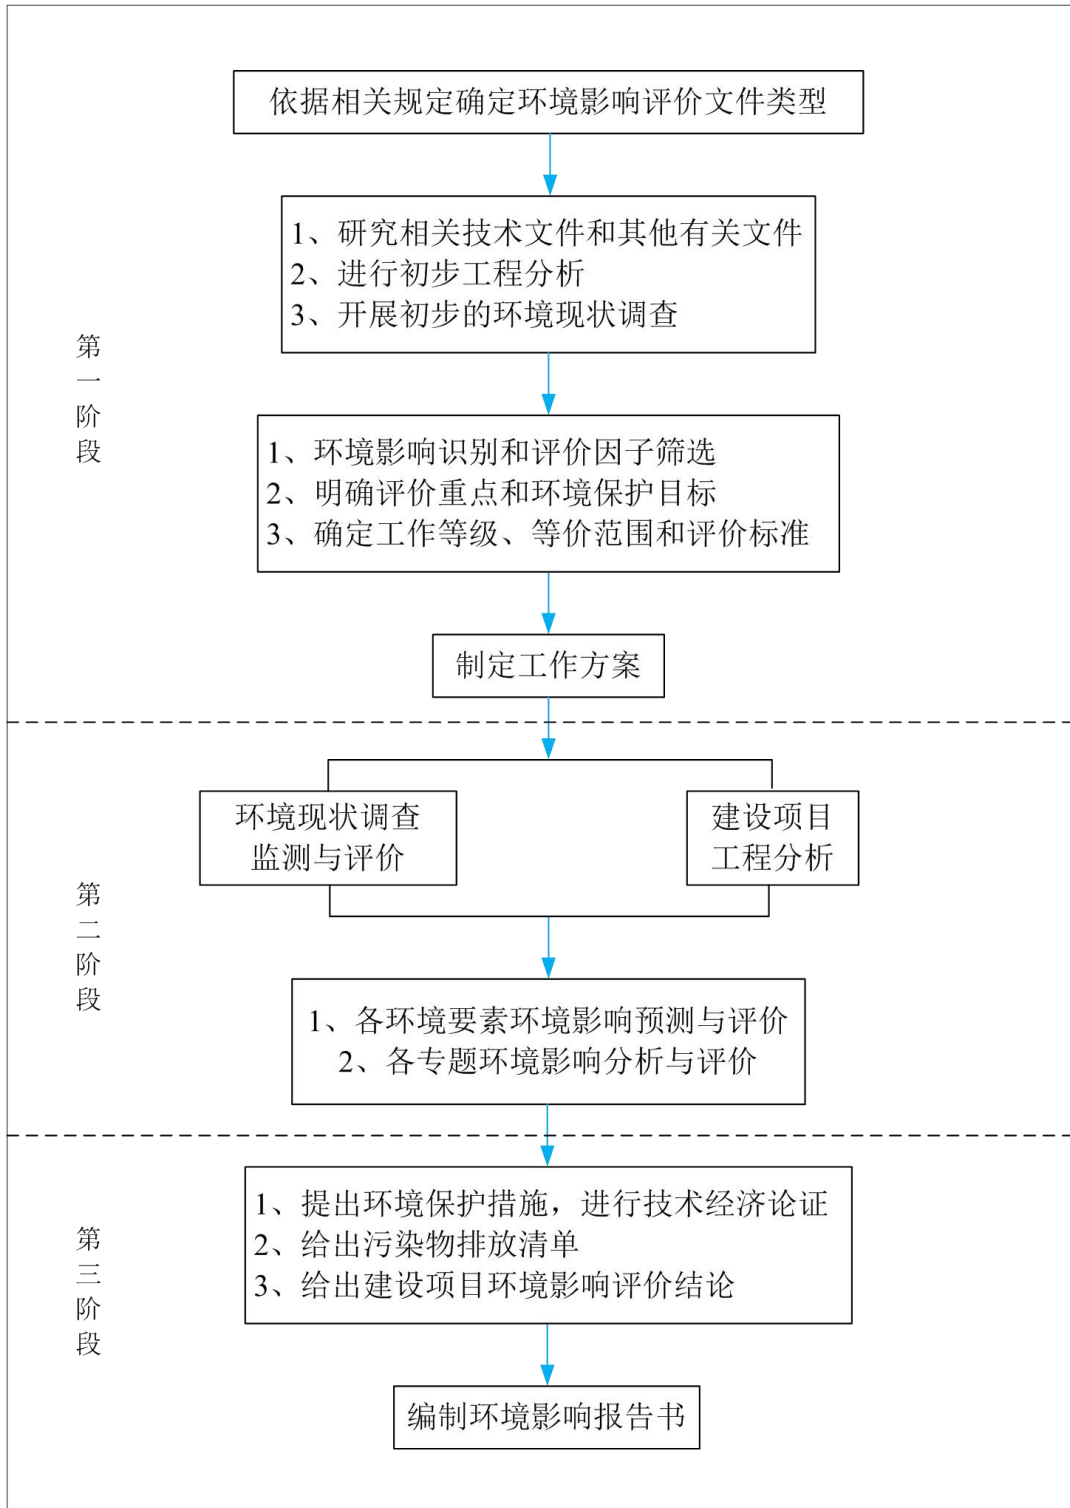 依据相关规定确定环境影响评价文件类型
1、研究相关技术文件和其他有关文件
2、进行初步工程分析
3、开展初步的环境现状调查
第一阶段
1、环境影响识别和评价因子筛选
2、明确评价重点和环境保护目标
3、确定工作等级、等价范围和评价标准
制定工作方案
环境现状调查
监测与评价
建设项目
工程分析
第二阶段
1、各环境要素环境影响预测与评价
2、各专题环境影响分析与评价
1、提出环境保护措施，进行技术经济论证
2、给出污染物排放清单
3、给出建设项目环境影响评价结论
第三阶段
编制环境影响报告书